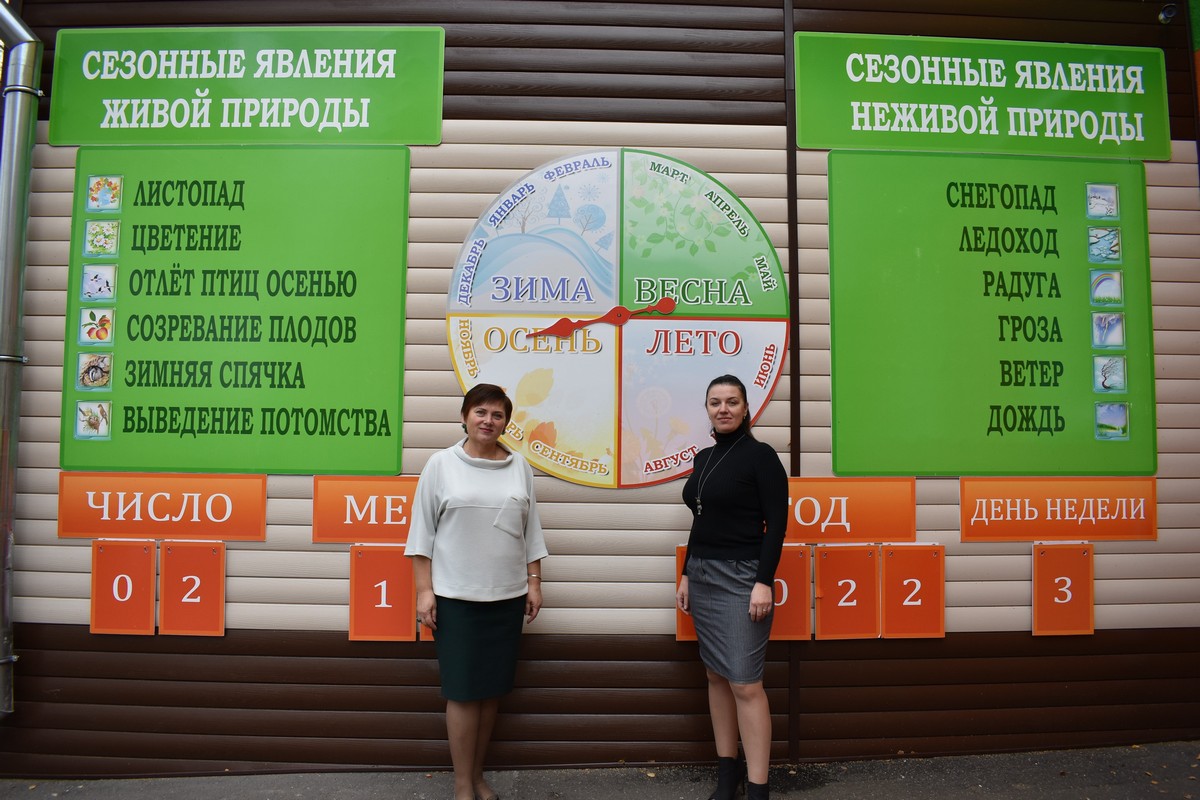 СЕЗОННЫЕ ЯВЛЕНИЯ
ЖИВОЙ ПРИРОДЫ
ЛИСТОПАД
ЦВЕТЕНИЕ
ОТЛЁТ ПТИЦ ОСЕНЬЮ
СОЗРЕВАНИЕ ПЛОДОВ
ЗИМНЯЯ СПЯЧКА
ВЫВЕДЕНИЕ ПОТОМСТВА
ДЕКАБРЬ ЯНВАРЬ ФЕВРАЛЬ
ЗИМА
МАРТ АПРЕЛЬ МАЙ
ВЕСНА
ОСЕНЬ
НОЯБРЬ
СЕНТЯБРЬ
ЛЕТО
ИЮНЬ
АВГУСТ
СЕЗОННЫЕ ЯВЛЕНИЯ
НЕЖИВОЙ ПРИРОДЫ
СНЕГОПАД
ЛЕДОХОД
РАДУГА
ГРОЗА
ВЕТЕР
ДОЖДЬ
ЧИСЛО
0 2
МЕС
1
ОД
0 2 2
ДЕНЬ НЕДЕЛИ
3